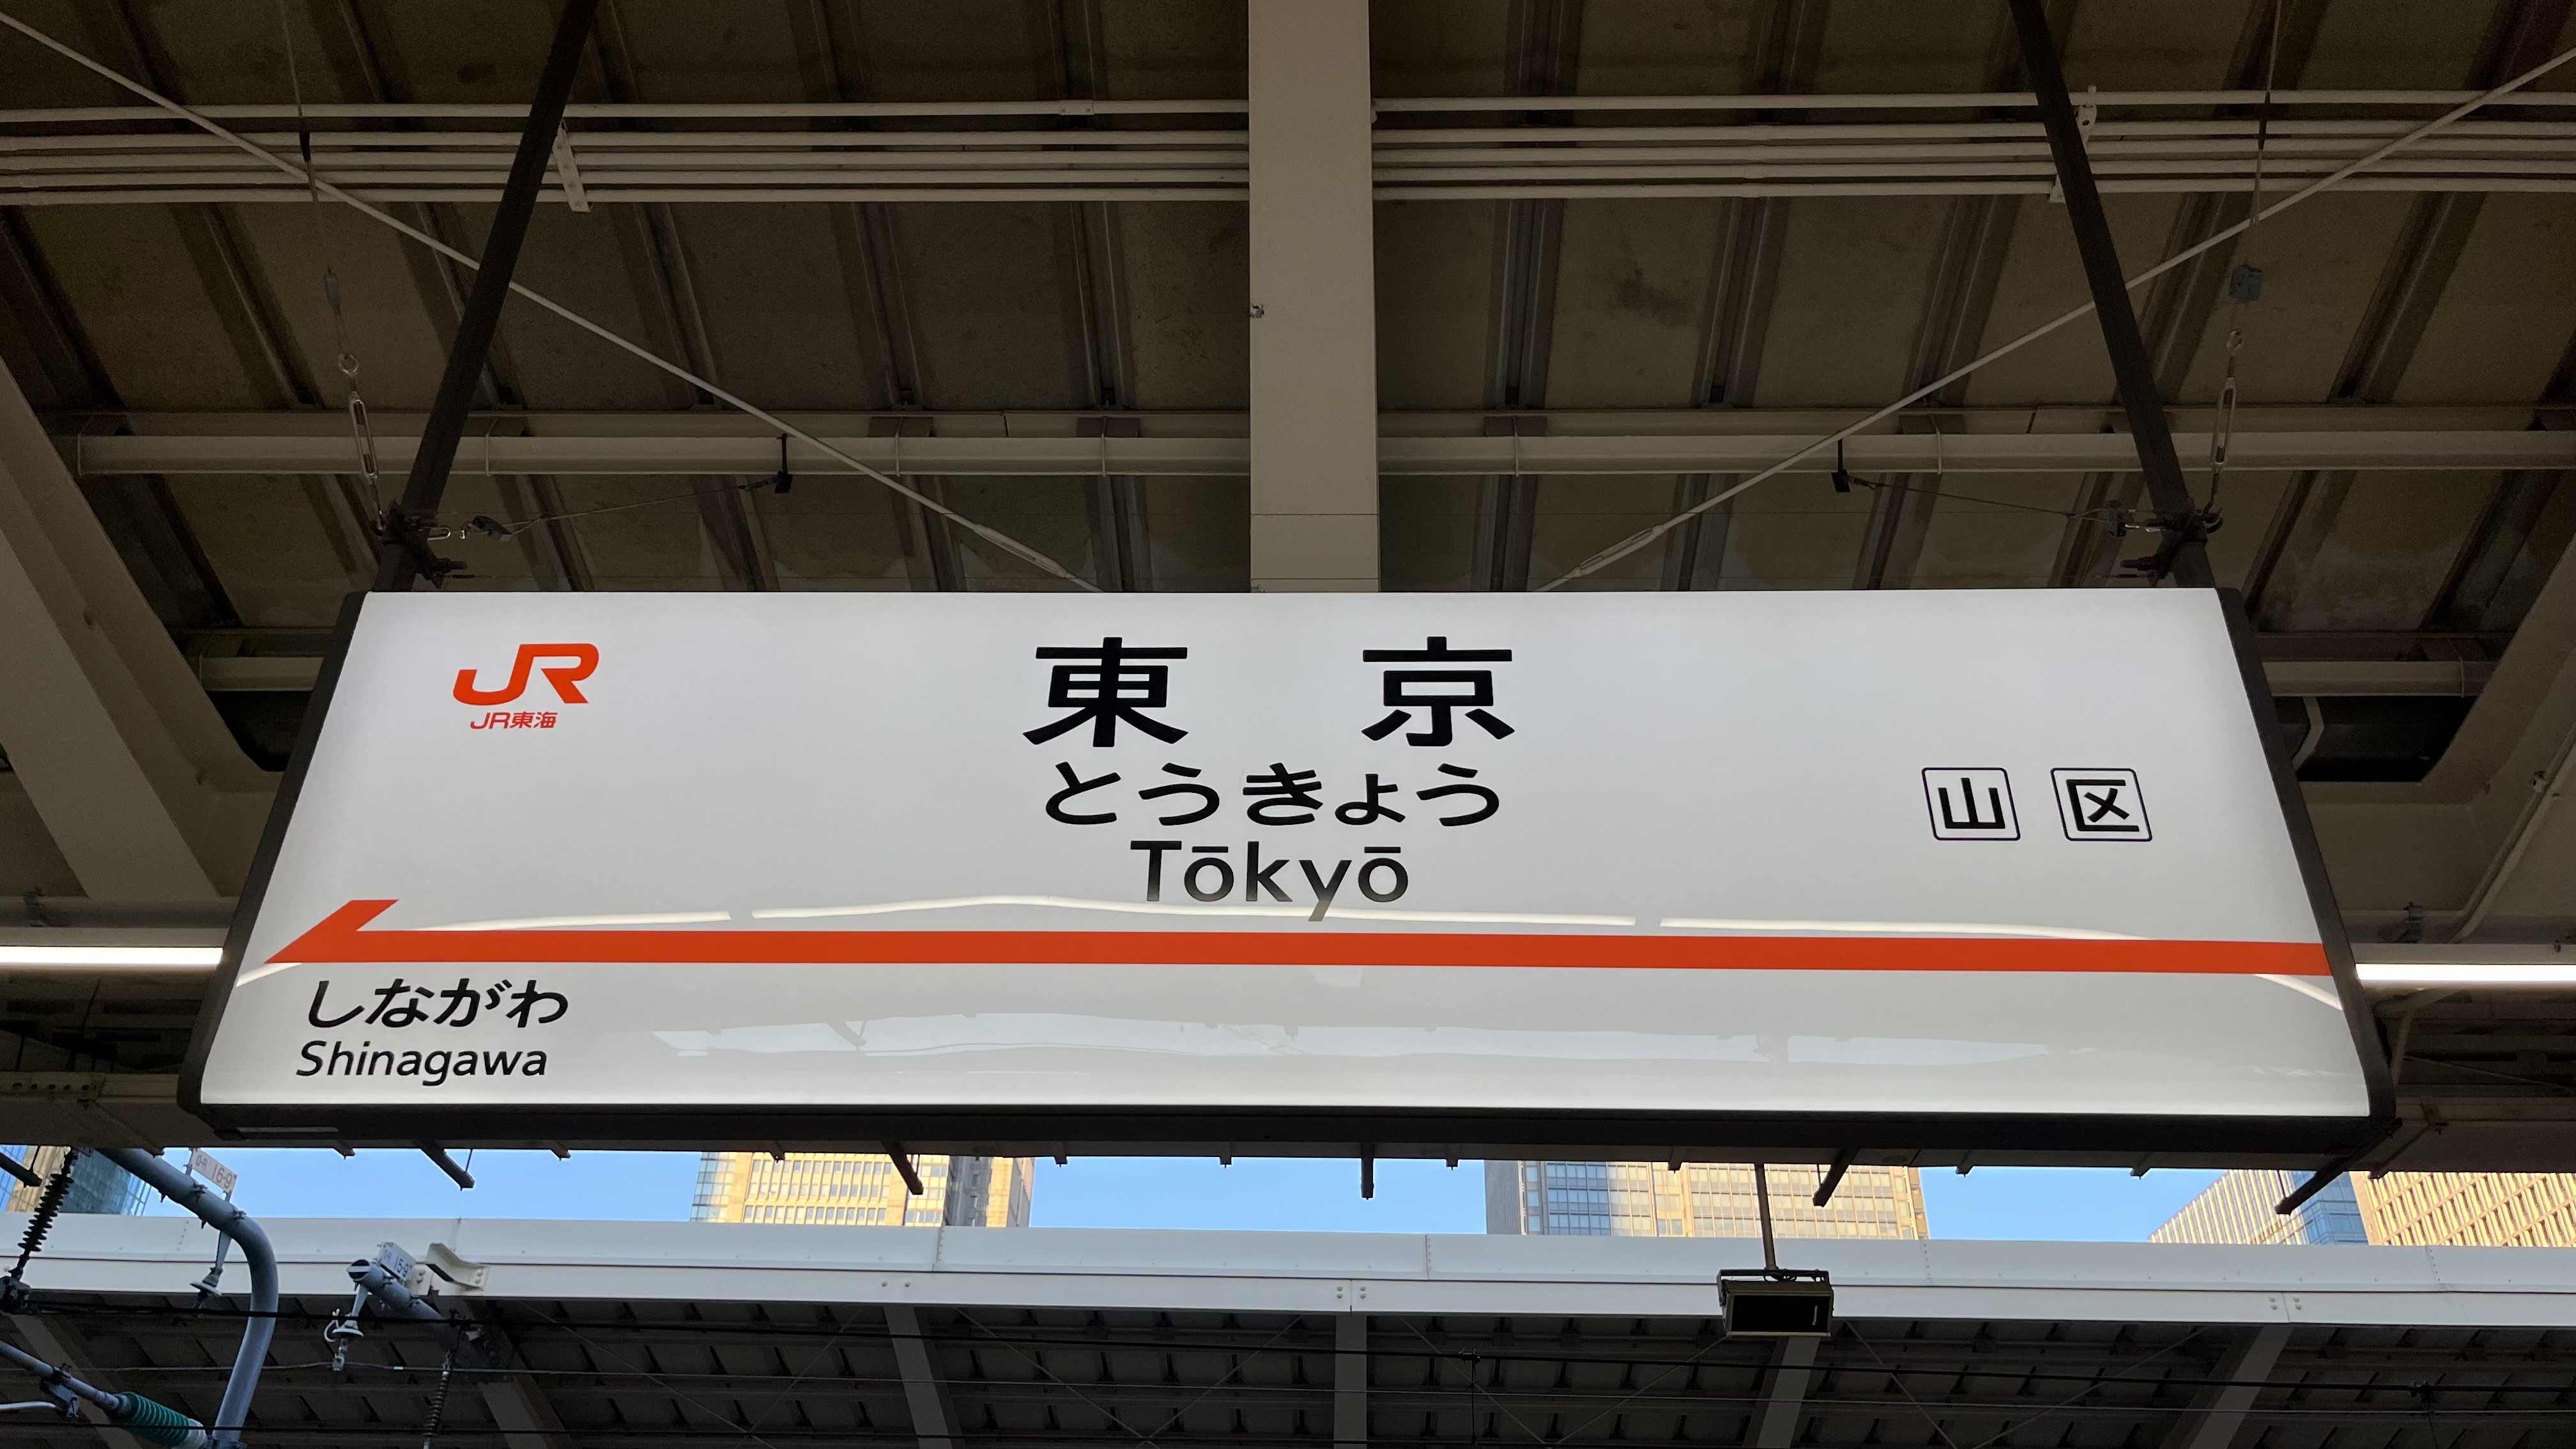 JR
JR東海
東京
とうきょう
Tōkyō
山 区
しながわ
Shinagawa